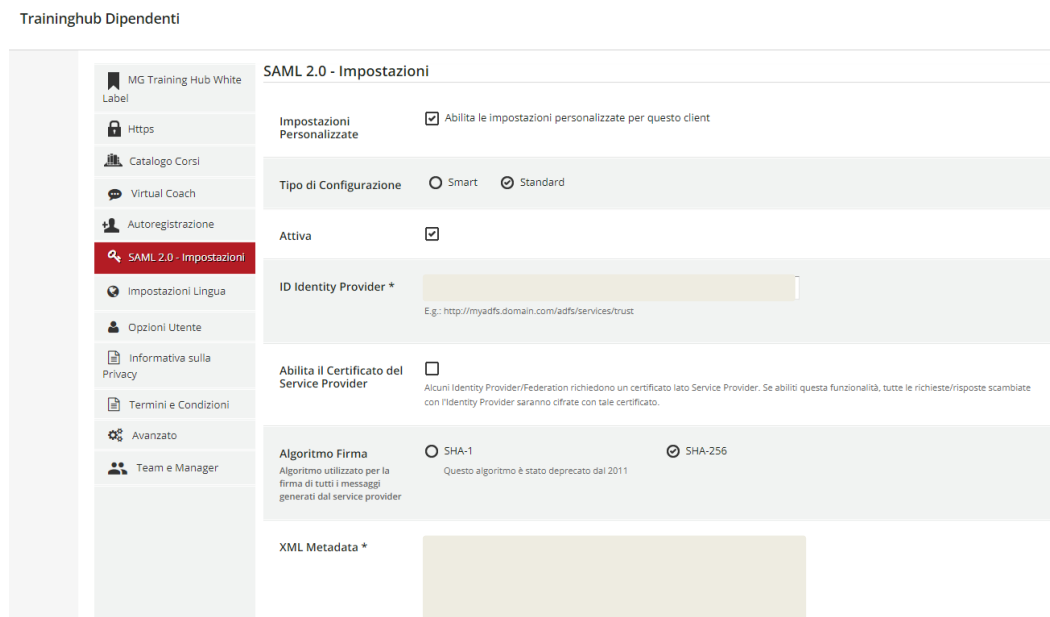 Traininghub Dipendenti
MG Training Hub White
Label
Https
Catalogo Corsi
Virtual Coach
Autoregistrazione
SAML 2.0 - Impostazioni
Impostazioni Lingua
Opzioni Utente
Informativa sulla
Privacy
Termini e Condizioni
Avanzato
Team e Manager
SAML 2.0 - Impostazioni
Impostazioni
Personalizzate
Abilita le impostazioni personalizzate per questo client
Tipo di Configurazione
Smart
Standard
Attiva
ID Identity Provider *
E.g.: http://myadfs.domain.com/adfs/services/trust
Abilita il Certificato del
Service Provider
Alcuni Identity Provider/Federation richiedono un certificato lato Service Provider. Se abiliti questa funzionalità, tutte le richieste/risposte scambiate
con l'Identity Provider saranno cifrate con tale certificato.
Algoritmo Firma
Algoritmo utilizzato per la
firma di tutti i messaggi
generati dal service provider
SHA-1
Questo algoritmo è stato deprecato dal 2011
SHA-256
XML Metadata *